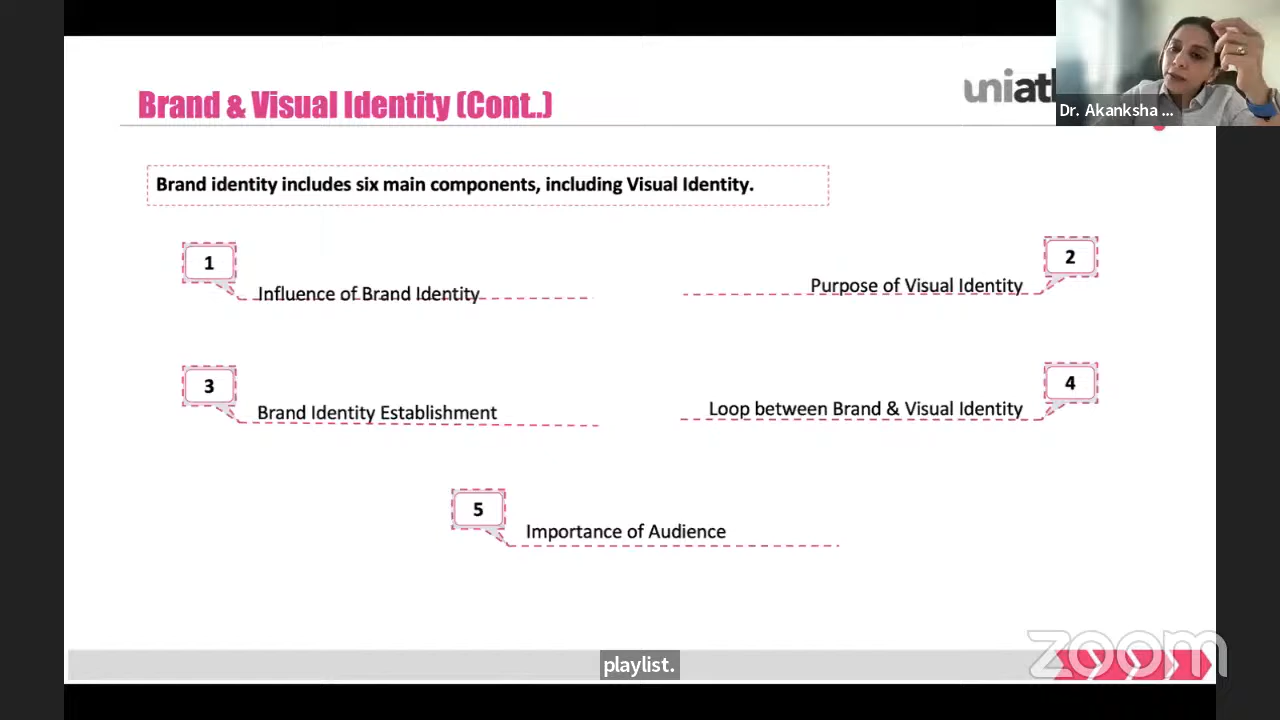 Brand & Visual Identity (Cont..)
uniath
Dr. Akanksha ...
Brand identity includes six main components, including Visual Identity.
1
Influence of Brand Identity
2
Purpose of Visual Identity
3
Brand Identity Establishment
4
Loop between Brand & Visual Identity
5
Importance of Audience
playlist.
zoom